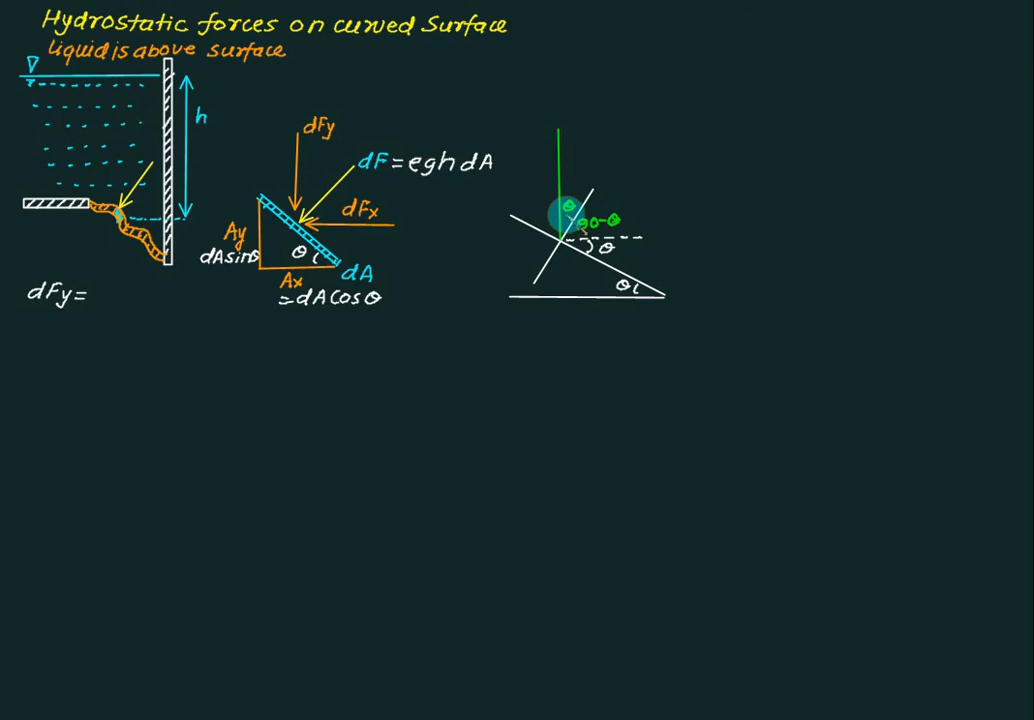 Hydrostatic forces on curved Surface
liquid is above surface
h
dFy
dF = ρgh dA
dFx
Ay
dA sinθ
θ
dA
Ax
= dA cosθ
dFy =
θ
90-θ
θ
θ